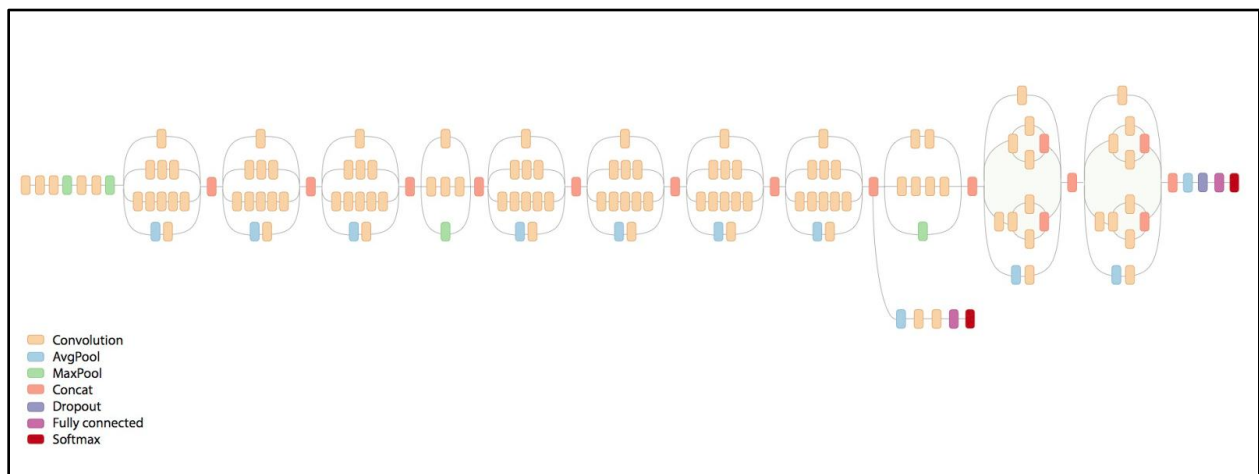 Convolution
AvgPool
MaxPool
Concat
Dropout
Fully connected
Softmax